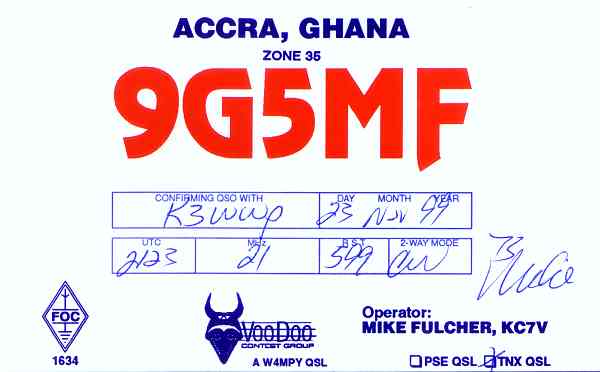 ACCRA, GHANA
ZONE 35
9G5MF
CONFIRMING QSO WITH DAY MONTH YEAR
K3WWP 23 Nov 99
UTC MHz R S T 2-WAY MODE
2123 21 599 CW
73 Mike
FOC
1634
VooDoo
CONTEST GROUP
A W4MPY QSL
Operator:
MIKE FULCHER, KC7V
PSE QSL TNX QSL